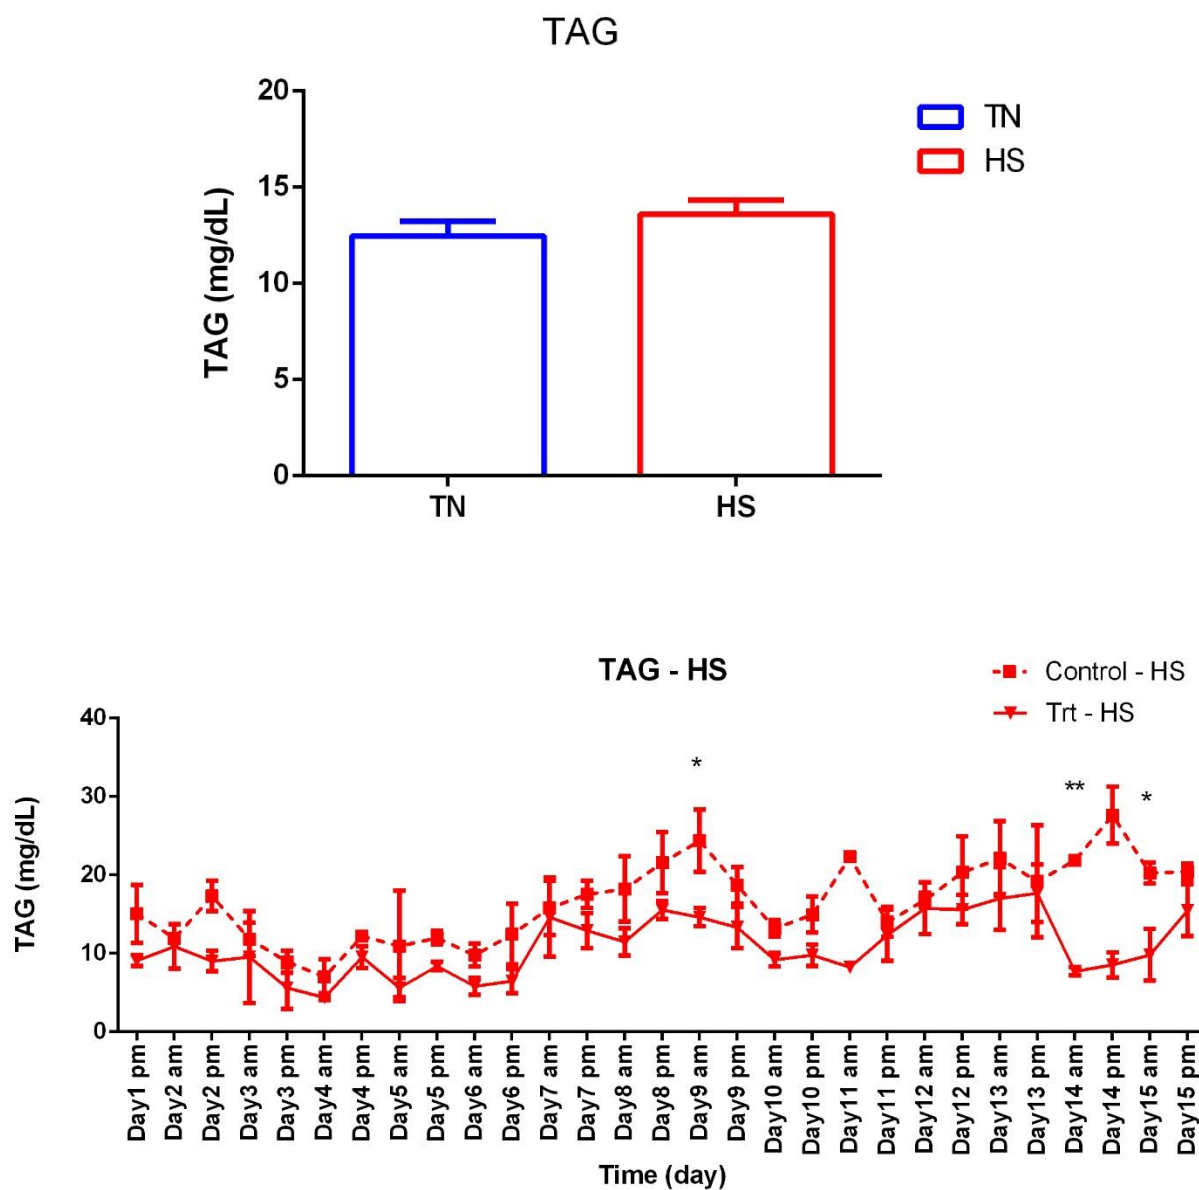 TAG
TAG (mg/dL)
20
15
10
5
0
TN
HS
TN
HS
TAG - HS
Control - HS
Trt - HS
TAG (mg/dL)
40
30
20
10
0
*
**
*
Day1 pm
Day2 am
Day2 pm
Day3 am
Day3 pm
Day4 am
Day4 pm
Day5 am
Day5 pm
Day6 am
Day6 pm
Day7 am
Day7 pm
Day8 am
Day8 pm
Day9 am
Day9 pm
Day10 am
Day10 pm
Day11 am
Day11 pm
Day12 am
Day12 pm
Day13 am
Day13 pm
Day14 am
Day14 pm
Day15 am
Day15 pm
Time (day)